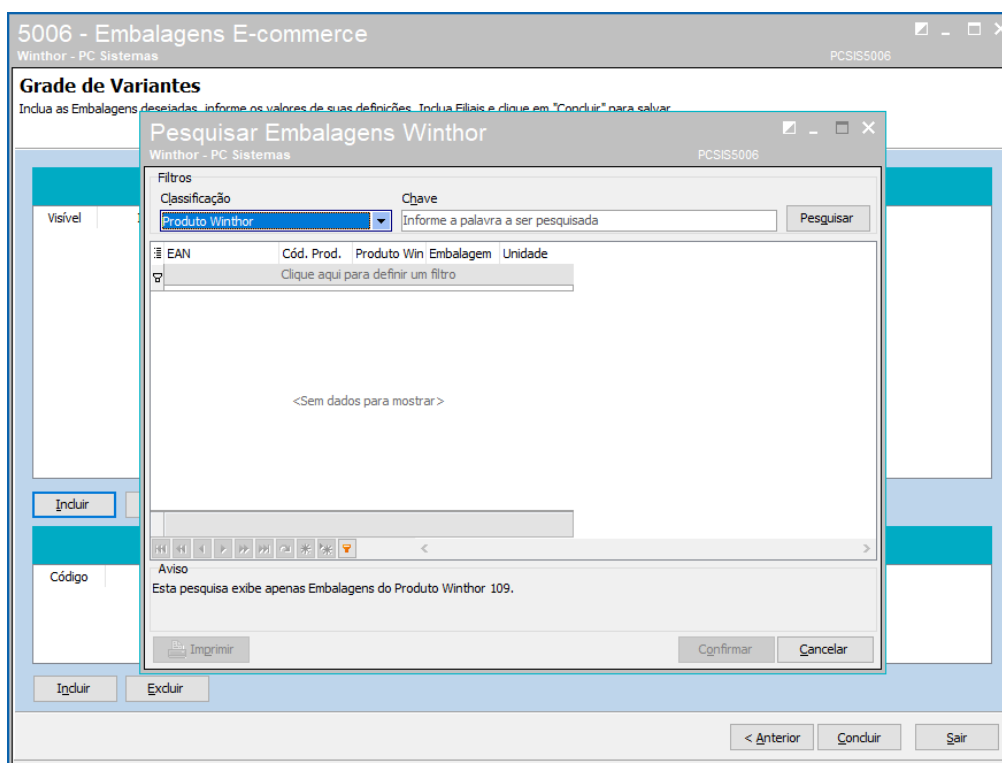 5006 - Embalagens E-commerce
Winthor - PC Sistemas
PCSIS5006
Grade de Variantes
Inclua as Embalagens desejadas, informe os valores de suas definições, Inclua Filiais e clique em "Concluir" para salvar
Pesquisar Embalagens Winthor
Winthor - PC Sistemas
PCSIS5006
Filtros
Classificação
Chave
Produto Winthor
Informe a palavra a ser pesquisada
Pesquisar
Visível
EAN
Cód. Prod.
Produto Win
Embalagem
Unidade
Clique aqui para definir um filtro
<Sem dados para mostrar>
Incluir
Código
Aviso
Esta pesquisa exibe apenas Embalagens do Produto Winthor 109.
Imprimir
Confirmar
Cancelar
Incluir
Excluir
< Anterior
Concluir
Sair